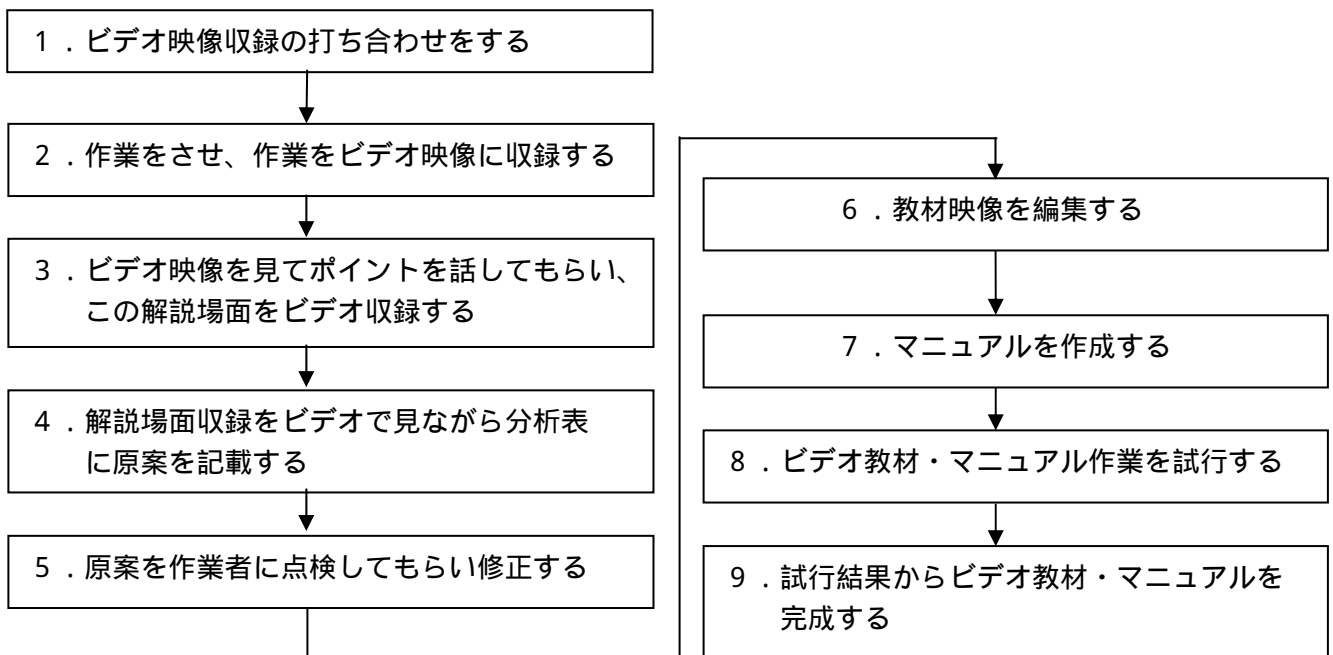 1．ビデオ映像収録の打ち合わせをする
2．作業をさせ、作業をビデオ映像に収録する
3．ビデオ映像を見てポイントを話してもらい、
この解説場面をビデオ収録する
4．解説場面収録をビデオで見ながら分析表
に原案を記載する
5．原案を作業者に点検してもらい修正する
6．教材映像を編集する
7．マニュアルを作成する
8．ビデオ教材・マニュアル作業を試行する
9．試行結果からビデオ教材・マニュアルを
完成する